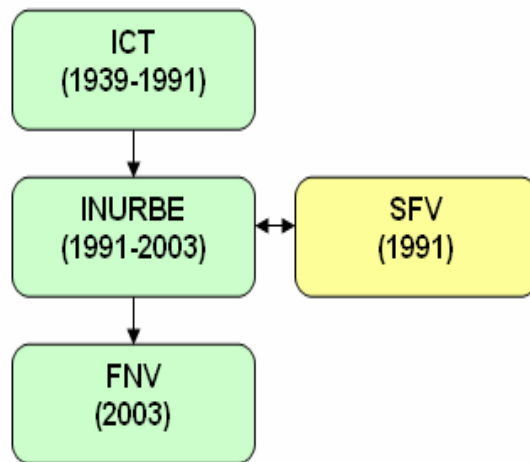 ICT
(1939-1991)
INURBE
(1991-2003)
SFV
(1991)
FNV
(2003)